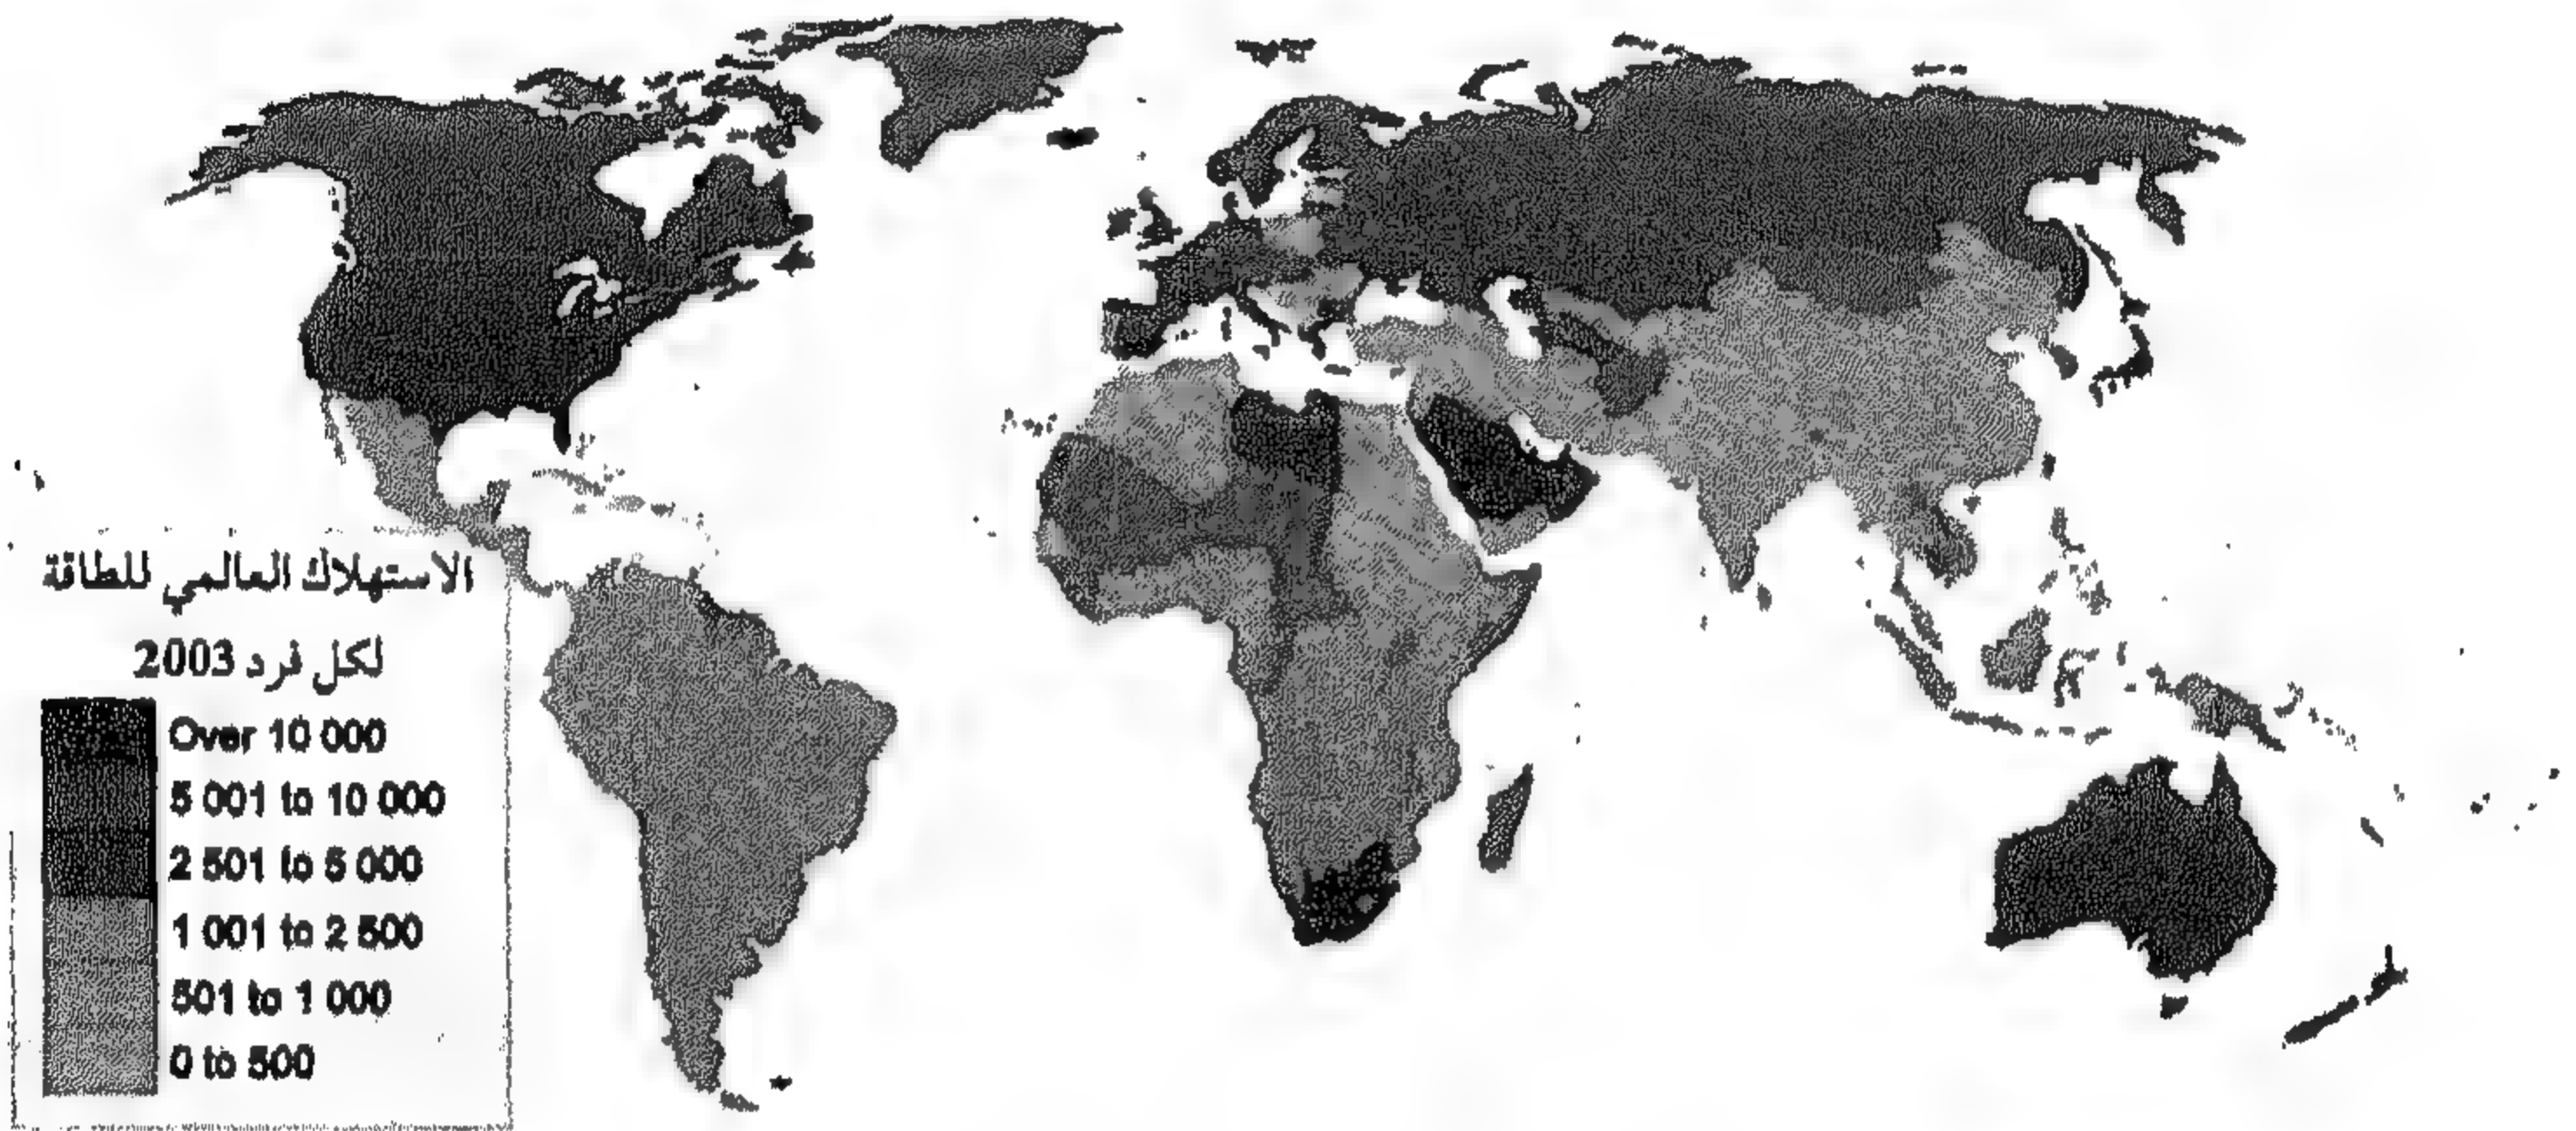 الاستهلاك العالمي للطاقة
لكل فرد 2003
Over 10 000
5 001 to 10 000
2 501 to 5 000
1 001 to 2 500
501 to 1 000
0 to 500